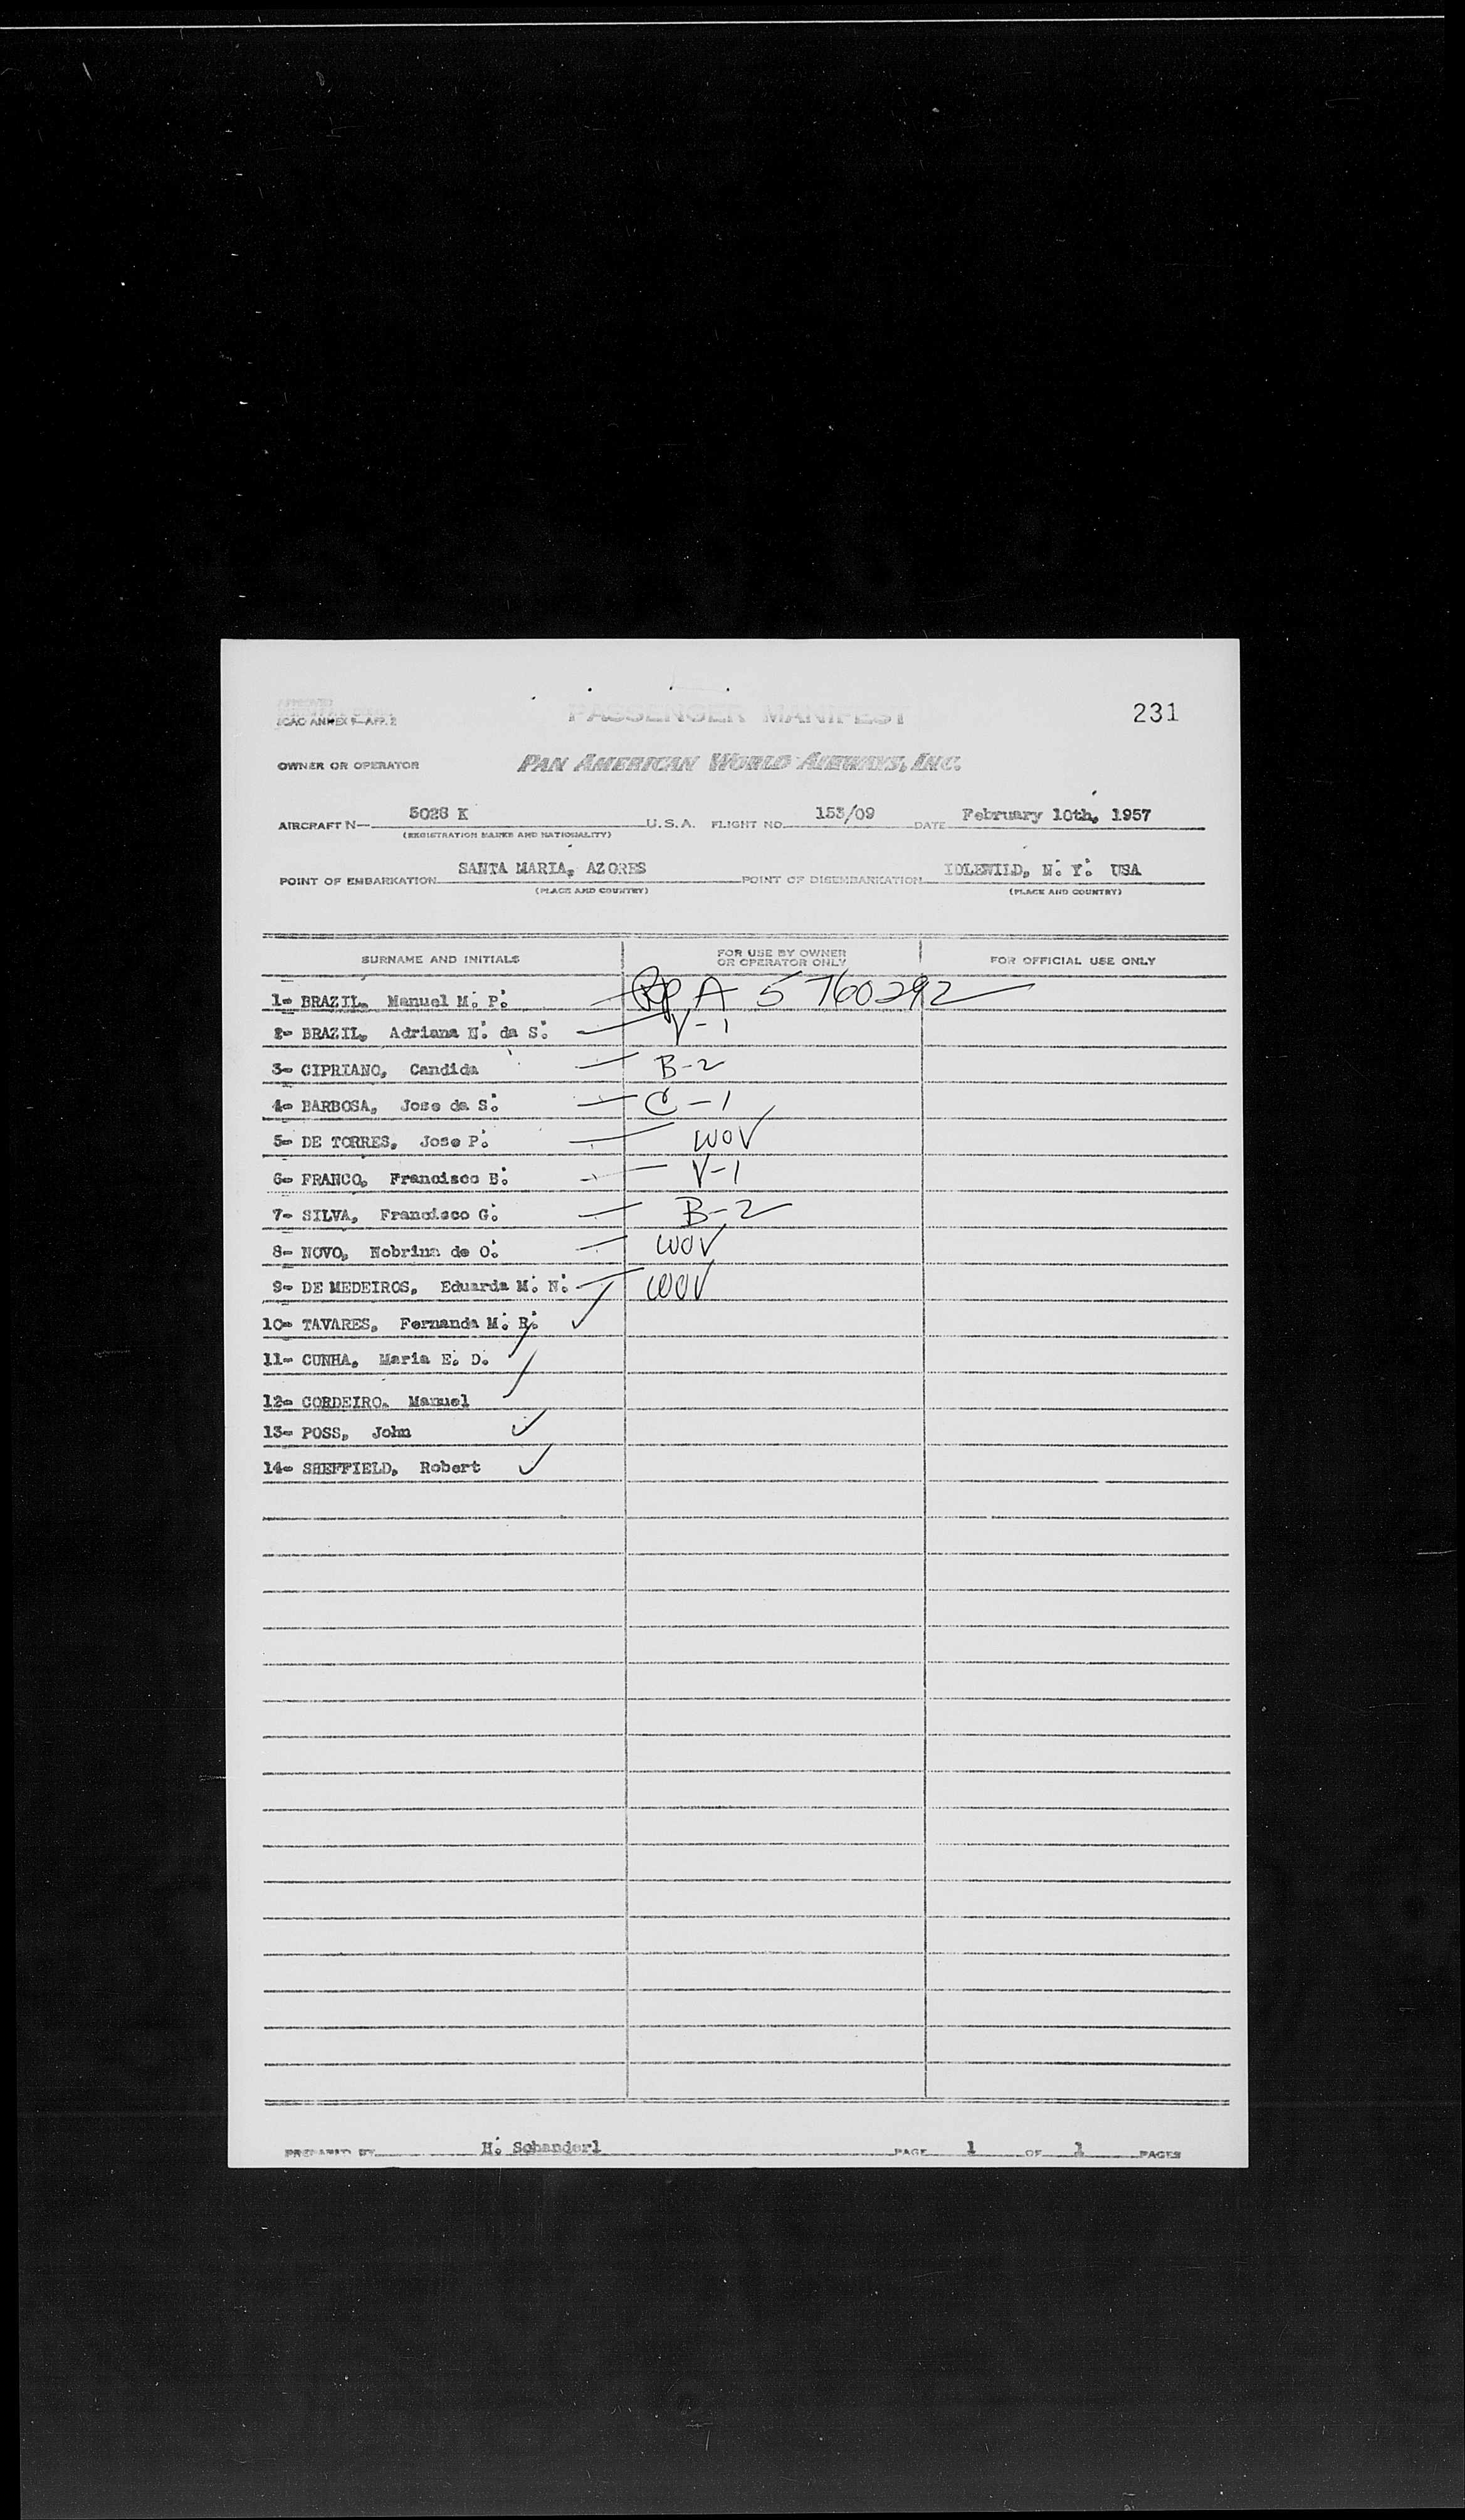 APPROVED
ICAO ANNEX 9—APP. 2
PASSENGER MANIFEST
231
OWNER OR OPERATOR PAN AMERICAN WORLD AIRWAYS, INC.
AIRCRAFT N— 5028 K U.S.A. FLIGHT NO. 153/09 DATE February 10th, 1957
(REGISTRATION MARKS AND NATIONALITY)
POINT OF EMBARKATION SANTA MARIA, AZORES POINT OF DISEMBARKATION IDLEWILD, N. Y. USA
(PLACE AND COUNTRY) (PLACE AND COUNTRY)
SURNAME AND INITIALS FOR USE BY OWNER OR OPERATOR ONLY FOR OFFICIAL USE ONLY
1- BRAZIL, Manuel M. P. RP A 5760292
2- BRAZIL, Adriana N. da S. V-1
3- CIPRIANO, Candida B-2
4- BARBOSA, Jose da S. C-1
5- DE TORRES, Jose P. WOV
6- FRANCO, Francisco B. V-1
7- SILVA, Francisco G. B-2
8- NOVO, Nobrina de O. WOV
9- DE MEDEIROS, Eduarda M. N. WOV
10- TAVARES, Fernanda M. R. ✓
11- CUNHA, Maria E. D.
12- CORDEIRO. Manuel
13- POSS, John ✓
14- SHEFFIELD, Robert ✓
PREPARED BY H. Schanderl PAGE 1 OF 1 PAGES